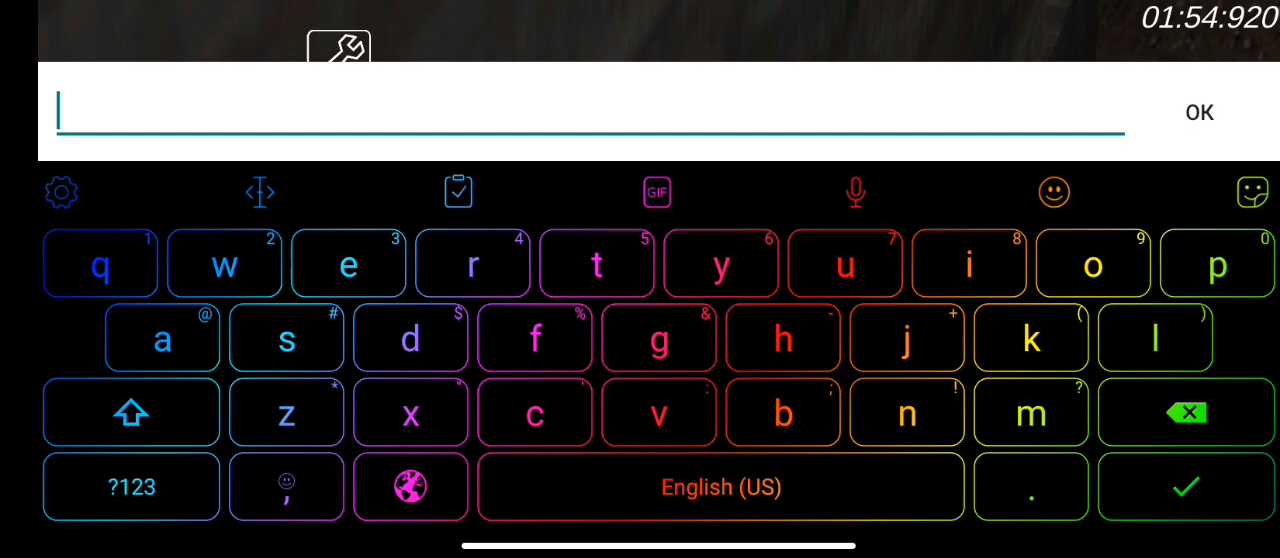 01:54:920
OK
GIF
q 1 w 2 e 3 r 4 t 5 y 6 u 7 i 8 o 9 p 0
a @ s # d $ f % g & h - j + k ( l )
z * x " c ' v : b ; n ! m ?
?123 , English (US) .